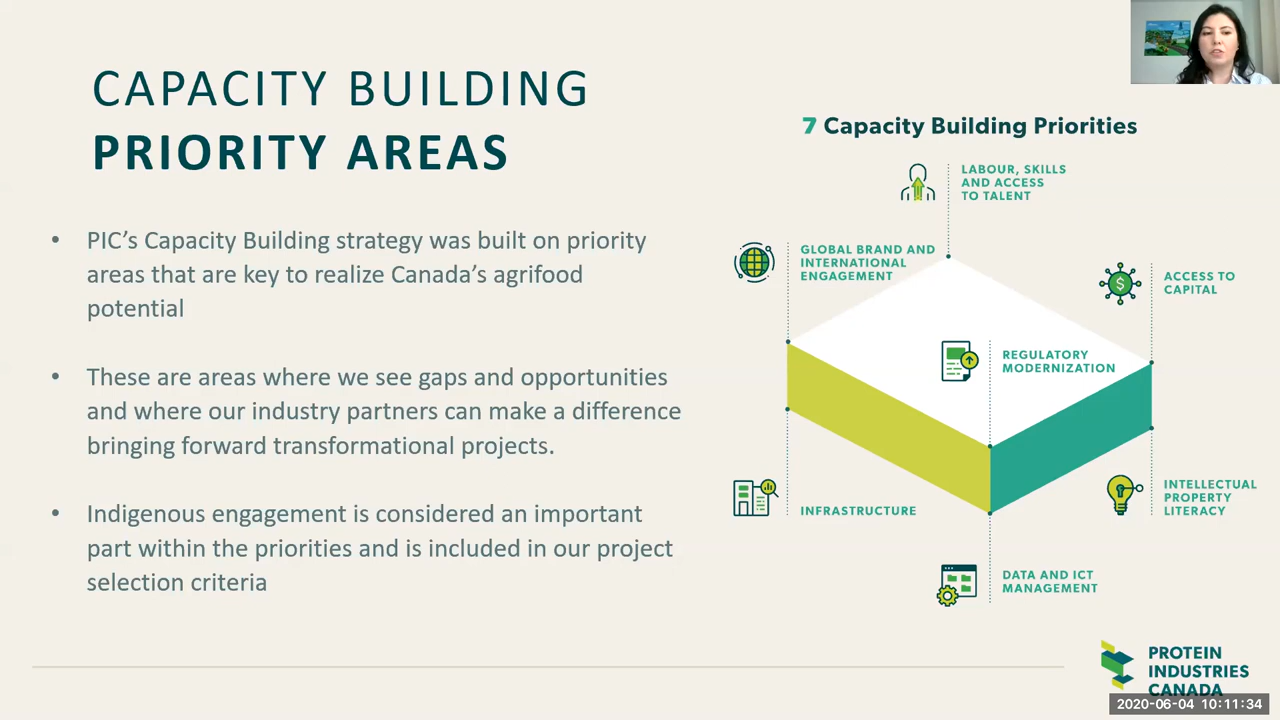 CAPACITY BUILDING
PRIORITY AREAS
• PIC’s Capacity Building strategy was built on priority
areas that are key to realize Canada’s agrifood
potential
• These are areas where we see gaps and opportunities
and where our industry partners can make a difference
bringing forward transformational projects.
• Indigenous engagement is considered an important
part within the priorities and is included in our project
selection criteria
7 Capacity Building Priorities
LABOUR, SKILLS
AND ACCESS
TO TALENT
GLOBAL BRAND AND
INTERNATIONAL
ENGAGEMENT
ACCESS TO
CAPITAL
$
REGULATORY
MODERNIZATION
INFRASTRUCTURE
INTELLECTUAL
PROPERTY
LITERACY
DATA AND ICT
MANAGEMENT
PROTEIN
INDUSTRIES
CANADA
2020-06-04 10:11:34